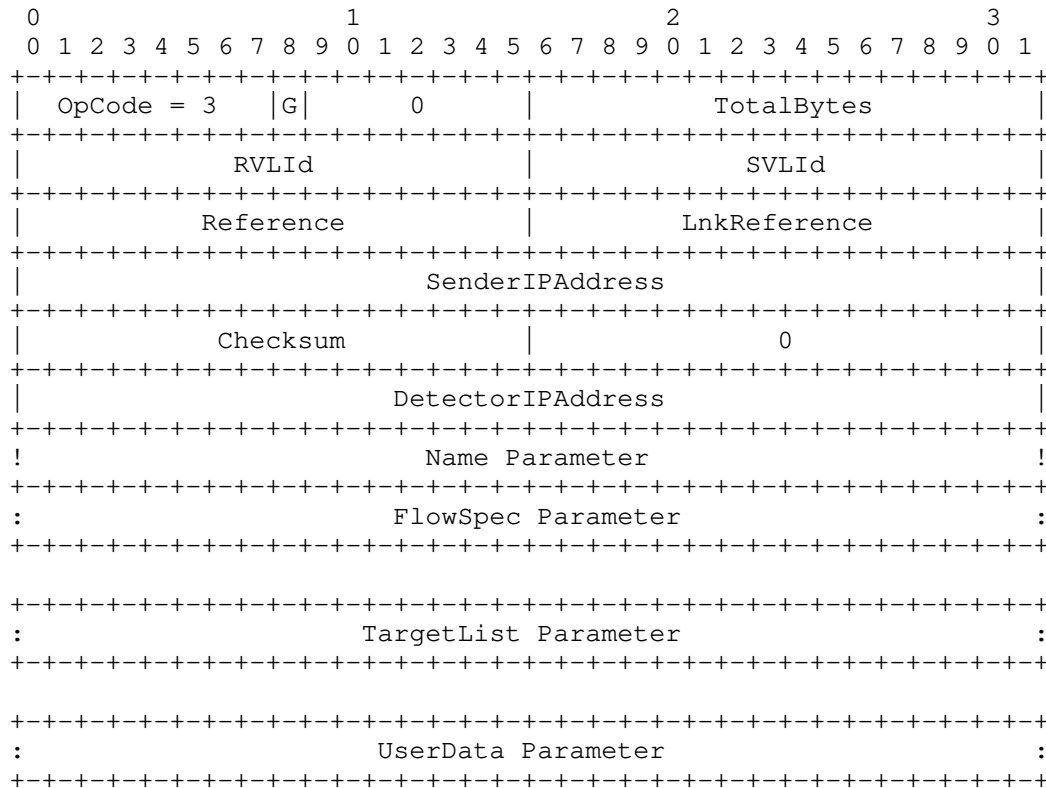 0                   1                   2                   3
 0 1 2 3 4 5 6 7 8 9 0 1 2 3 4 5 6 7 8 9 0 1 2 3 4 5 6 7 8 9 0 1
+-+-+-+-+-+-+-+-+-+-+-+-+-+-+-+-+-+-+-+-+-+-+-+-+-+-+-+-+-+-+-+-+
|  OpCode = 3   |G|      0      |           TotalBytes          |
+-+-+-+-+-+-+-+-+-+-+-+-+-+-+-+-+-+-+-+-+-+-+-+-+-+-+-+-+-+-+-+-+
|             RVLId             |             SVLId             |
+-+-+-+-+-+-+-+-+-+-+-+-+-+-+-+-+-+-+-+-+-+-+-+-+-+-+-+-+-+-+-+-+
|           Reference           |         LnkReference          |
+-+-+-+-+-+-+-+-+-+-+-+-+-+-+-+-+-+-+-+-+-+-+-+-+-+-+-+-+-+-+-+-+
|                         SenderIPAddress                       |
+-+-+-+-+-+-+-+-+-+-+-+-+-+-+-+-+-+-+-+-+-+-+-+-+-+-+-+-+-+-+-+-+
|            Checksum           |               0               |
+-+-+-+-+-+-+-+-+-+-+-+-+-+-+-+-+-+-+-+-+-+-+-+-+-+-+-+-+-+-+-+-+
|                       DetectorIPAddress                       |
+-+-+-+-+-+-+-+-+-+-+-+-+-+-+-+-+-+-+-+-+-+-+-+-+-+-+-+-+-+-+-+-+
!                         Name Parameter                        !
+-+-+-+-+-+-+-+-+-+-+-+-+-+-+-+-+-+-+-+-+-+-+-+-+-+-+-+-+-+-+-+-+
:                       FlowSpec Parameter                      :
+-+-+-+-+-+-+-+-+-+-+-+-+-+-+-+-+-+-+-+-+-+-+-+-+-+-+-+-+-+-+-+-+

+-+-+-+-+-+-+-+-+-+-+-+-+-+-+-+-+-+-+-+-+-+-+-+-+-+-+-+-+-+-+-+-+
:                     TargetList Parameter                      :
+-+-+-+-+-+-+-+-+-+-+-+-+-+-+-+-+-+-+-+-+-+-+-+-+-+-+-+-+-+-+-+-+

+-+-+-+-+-+-+-+-+-+-+-+-+-+-+-+-+-+-+-+-+-+-+-+-+-+-+-+-+-+-+-+-+
:                      UserData Parameter                       :
+-+-+-+-+-+-+-+-+-+-+-+-+-+-+-+-+-+-+-+-+-+-+-+-+-+-+-+-+-+-+-+-+